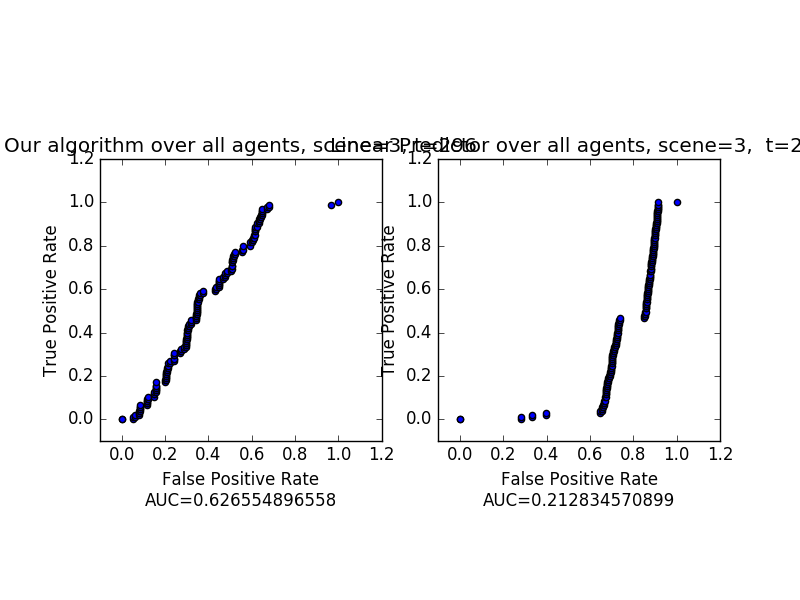 Our algorithm over all agents, scene=3, t=296
Linear Predictor over all agents, scene=3, t=2
1.2
1.0
0.8
0.6
0.4
0.2
0.0
True Positive Rate
0.0 0.2 0.4 0.6 0.8 1.0 1.2
False Positive Rate
AUC=0.626554896558
1.2
1.0
0.8
0.6
0.4
0.2
0.0
True Positive Rate
0.0 0.2 0.4 0.6 0.8 1.0 1.2
False Positive Rate
AUC=0.212834570899